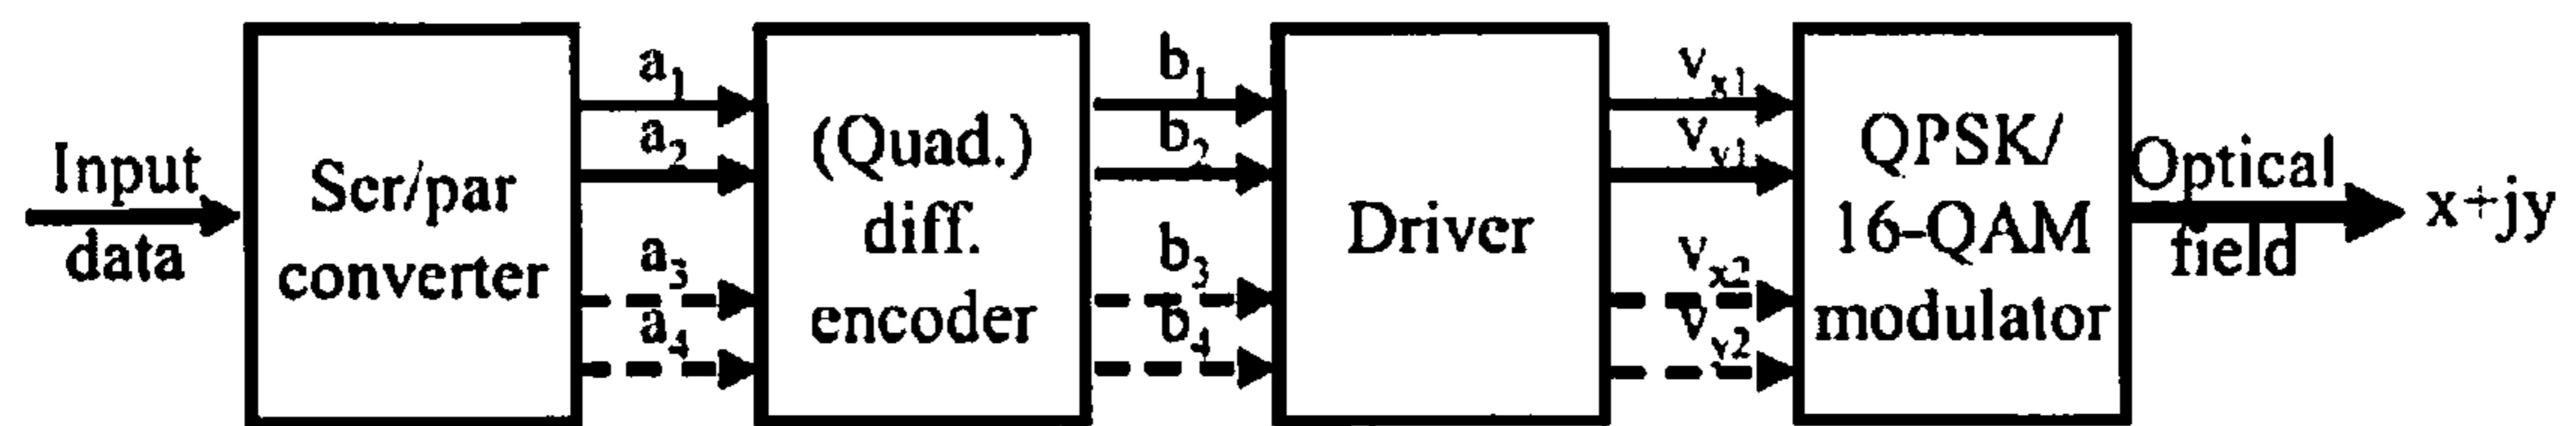 Input
data
Ser/par
converter
a1
a2
a3
a4
(Quad.)
diff.
encoder
b1
b2
b3
b4
Driver
vx1
vy1
vx2
vy2
QPSK/
16-QAM
modulator
Optical
field
x+jy